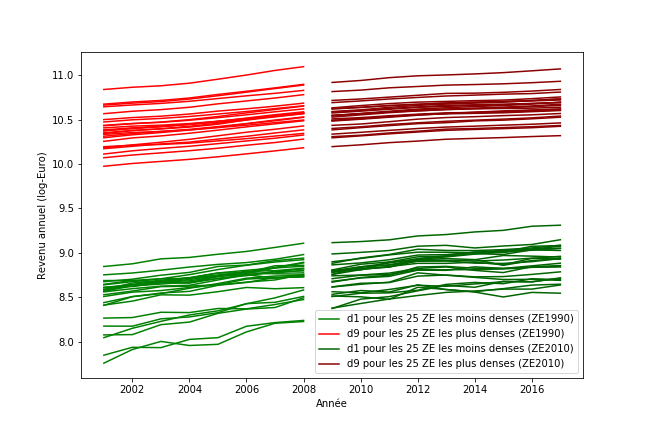 11.0
10.5
10.0
9.5
9.0
8.5
8.0
Revenu annuel (log-Euro)
2002 2004 2006 2008 2010 2012 2014 2016
Année
d1 pour les 25 ZE les moins denses (ZE1990)
d9 pour les 25 ZE les plus denses (ZE1990)
d1 pour les 25 ZE les moins denses (ZE2010)
d9 pour les 25 ZE les plus denses (ZE2010)